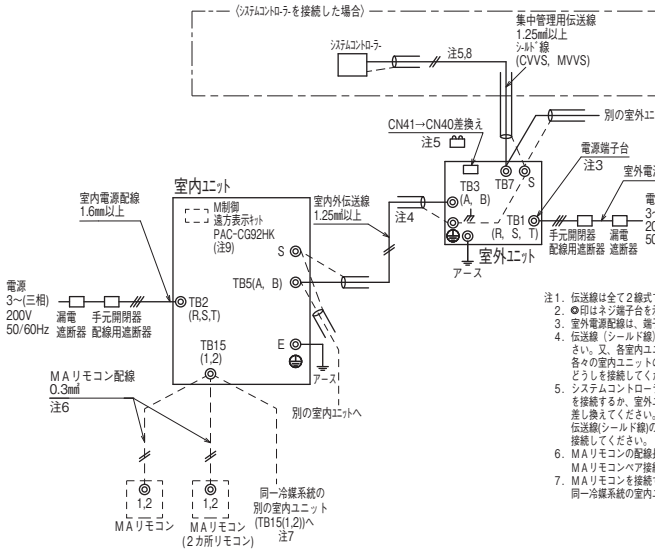 〈システムコントローラーを接続した場合〉
システムコントローラー
注5,8
集中管理用伝送線
1.25mm²以上
シールド線
(CVVS, MVVS)
別の室外ユニ
CN41→CN40差換え
注5
電源端子台
注3
TB3
(A, B)
TB7
S
TB1
(R, S, T)
室外ユニット
アース
室外電源
手元開閉器
配線用遮断器
漏電
遮断器
室内ユニット
M制御
遠方表示キット
PAC-CG92HK
(注9)
室内電源配線
1.6mm以上
室内外伝送線
1.25mm²以上
注4
S
TB5(A, B)
電源
3~(三相)
200V
50/60Hz
漏電
遮断器
手元開閉器
配線用遮断器
TB2
(R,S,T)
TB15
(1,2)
E
アース
別の室内ユニットへ
MAリモコン配線
0.3mm²
注6
1,2
MAリモコン
1,2
MAリモコン
(2カ所リモコン)
同一冷媒系統の
別の室内ユニット
(TB15(1,2))へ
注7
注1. 伝送線は全て2線式
2. ◎印はネジ端子台を
3. 室外電源配線は、端
4. 伝送線(シールド線)
さい。又、各室内ユニ
各々の室内ユニットの
どうしを接続してくだ
5. システムコントロー
を接続するか、室外ユ
差し換えてください。
伝送線(シールド線)の
接続してください。
6. MAリモコンの配線
MAリモコンペア接続
7. MAリモコンを接続
同一冷媒系統の室内ユ